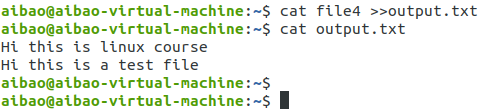 aibao@aibao-virtual-machine:~$ cat file4 >>output.txt
aibao@aibao-virtual-machine:~$ cat output.txt
Hi this is linux course
Hi this is a test file
aibao@aibao-virtual-machine:~$
aibao@aibao-virtual-machine:~$